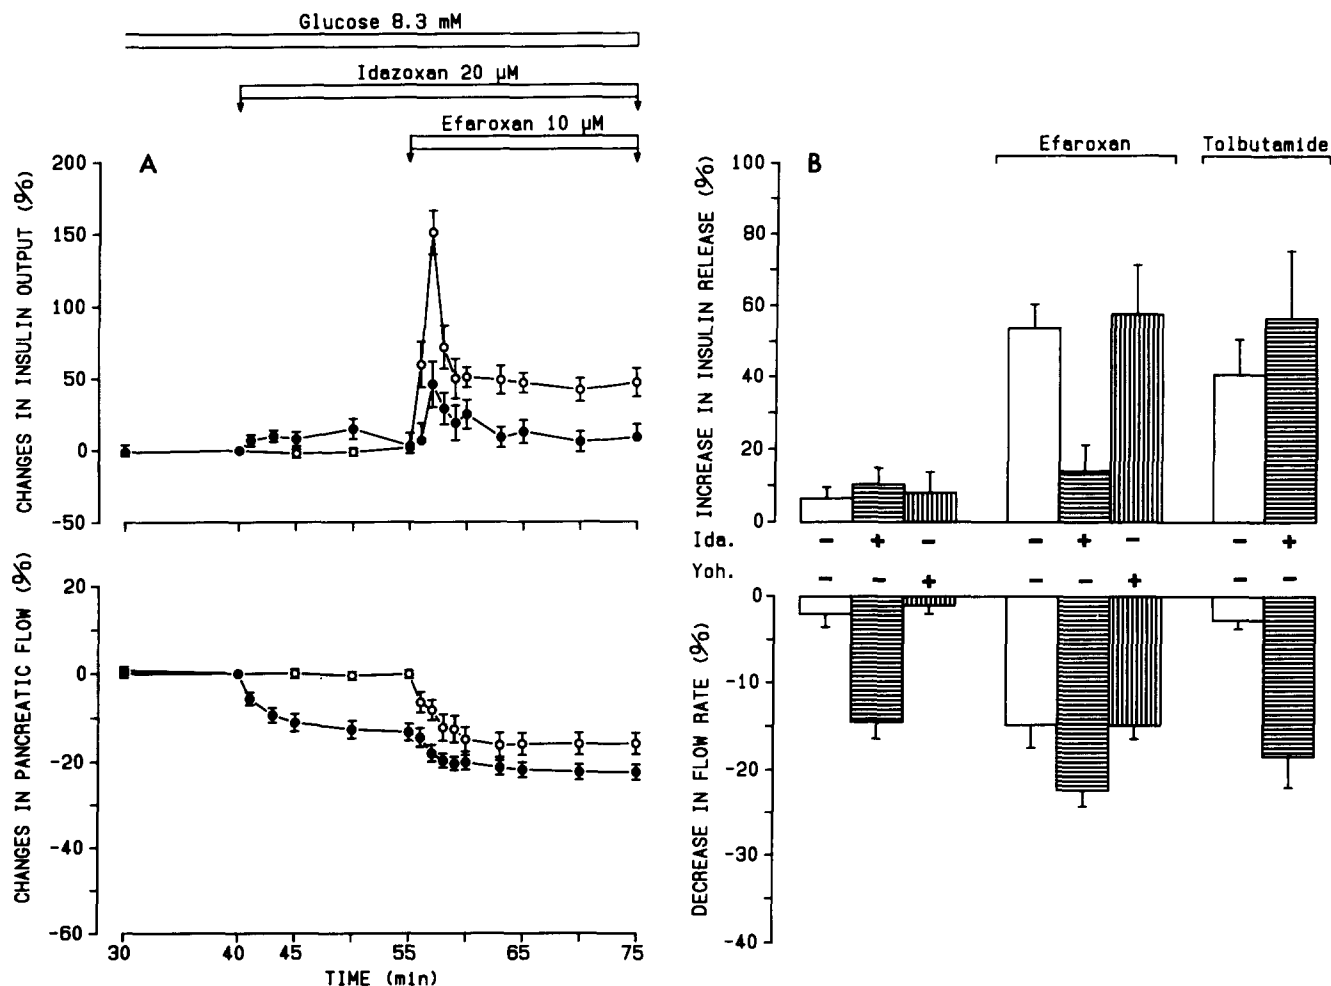 Glucose 8.3 mM
Idazoxan 20 µM
Efaroxan 10 µM
A
CHANGES IN INSULIN OUTPUT (%)
200
150
100
50
0
-50
CHANGES IN PANCREATIC FLOW (%)
20
0
-20
-40
-60
30 40 45 55 65 75
TIME (min)
B
Efaroxan Tolbutamide
INCREASE IN INSULIN RELEASE (%)
100
80
60
40
20
0
Ida. - + - - + - - +
Yoh. - - + - - + - -
DECREASE IN FLOW RATE (%)
0
-10
-20
-30
-40